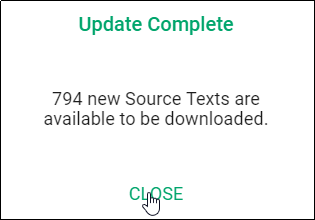 Update Complete
794 new Source Texts are
available to be downloaded.
CLOSE